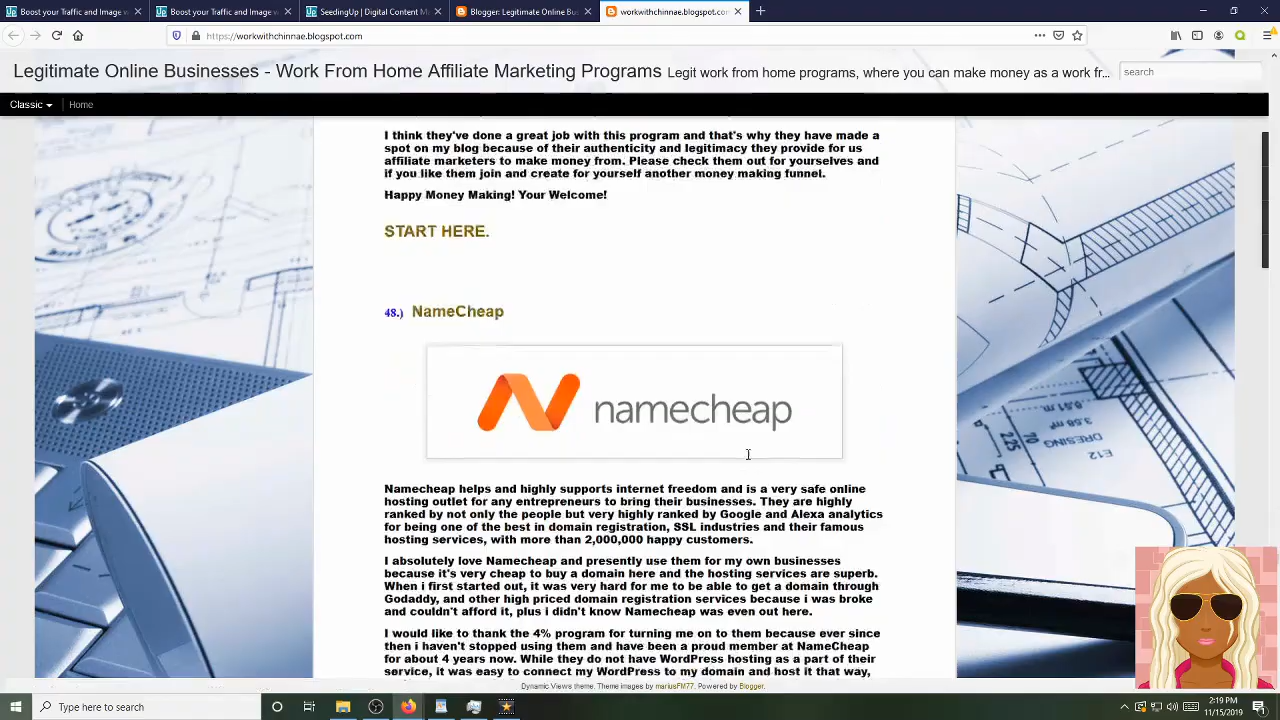 Boost your Traffic and Image w
Boost your Traffic and Image w
SeedingUp | Digital Content Ma
Blogger: Legitimate Online Bus
workwithchinnae.blogspot.com
https://workwithchinnae.blogspot.com
Legitimate Online Businesses - Work From Home Affiliate Marketing Programs
Legit work from home programs, where you can make money as a work fr...
search
Classic
Home
I think they've done a great job with this program and that's why they have made a
spot on my blog because of their authenticity and legitimacy they provide for us
affiliate marketers to make money from. Please check them out for yourselves and
if you like them join and create for yourself another money making funnel.
Happy Money Making! Your Welcome!
START HERE.
48.) NameCheap
namecheap
Namecheap helps and highly supports internet freedom and is a very safe online
hosting outlet for any entrepreneurs to bring their businesses. They are highly
ranked by not only the people but very highly ranked by Google and Alexa analytics
for being one of the best in domain registration, SSL industries and their famous
hosting services, with more than 2,000,000 happy customers.
I absolutely love Namecheap and presently use them for my own businesses
because it's very cheap to buy a domain here and the hosting services are superb.
When i first started out, it was very hard for me to be able to get a domain through
Godaddy, and other high priced domain registration services because i was broke
and couldn't afford it, plus i didn't know Namecheap was even out here.
I would like to thank the 4% program for turning me on to them because ever since
then i haven't stopped using them and have been a proud member at NameCheap
for about 4 years now. While they do not have WordPress hosting as a part of their
service, it was easy to connect my WordPress to my domain and host it that way,
Dynamic Views theme. Theme images by mariusFM77. Powered by Blogger.
8.51 m.
3.68 m
70
225
DRESING
E12
Type here to search
2:19 PM
11/15/2019